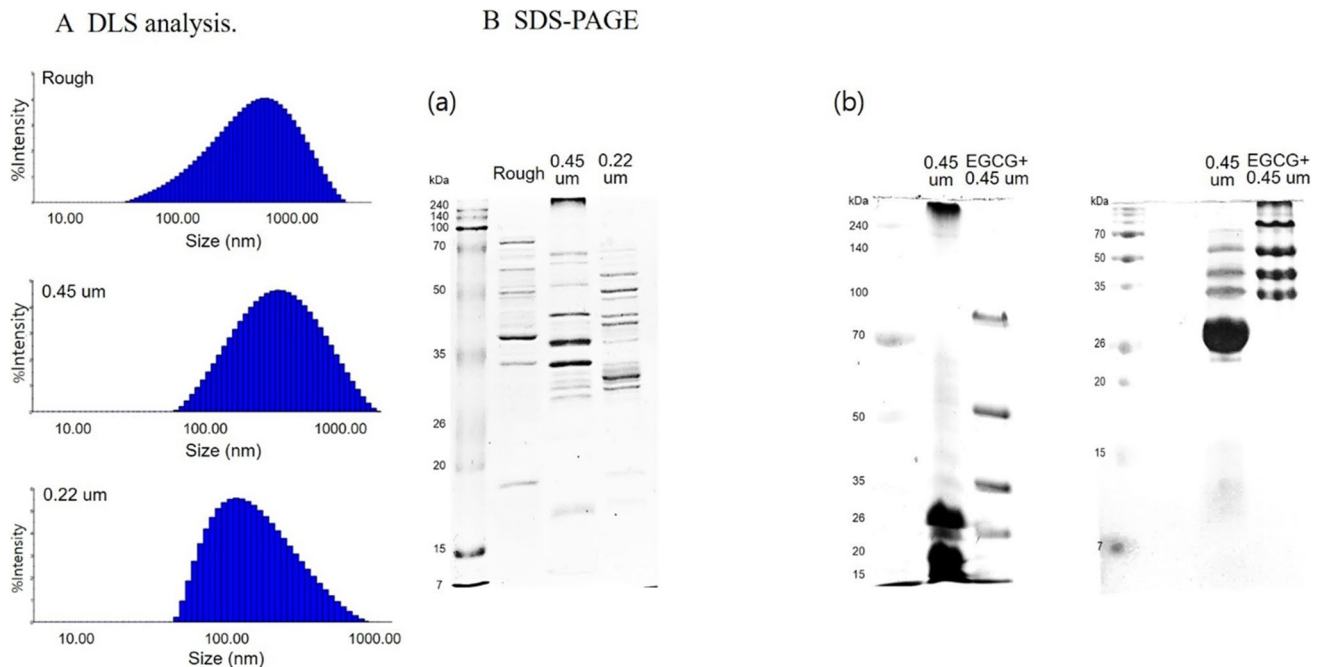 A DLS analysis.
Rough
%Intensity
10.00 100.00 1000.00
Size (nm)
0.45 um
%Intensity
10.00 100.00 1000.00
Size (nm)
0.22 um
%Intensity
10.00 100.00 1000.00
Size (nm)
B SDS-PAGE
(a)
kDa
Rough
0.45
um
0.22
um
240
140
100
70
50
35
26
20
15
7
(b)
kDa
0.45
um
EGCG+
0.45 um
240
140
100
70
50
35
26
20
15
kDa
0.45
um
EGCG+
0.45 um
70
50
35
26
20
15
7